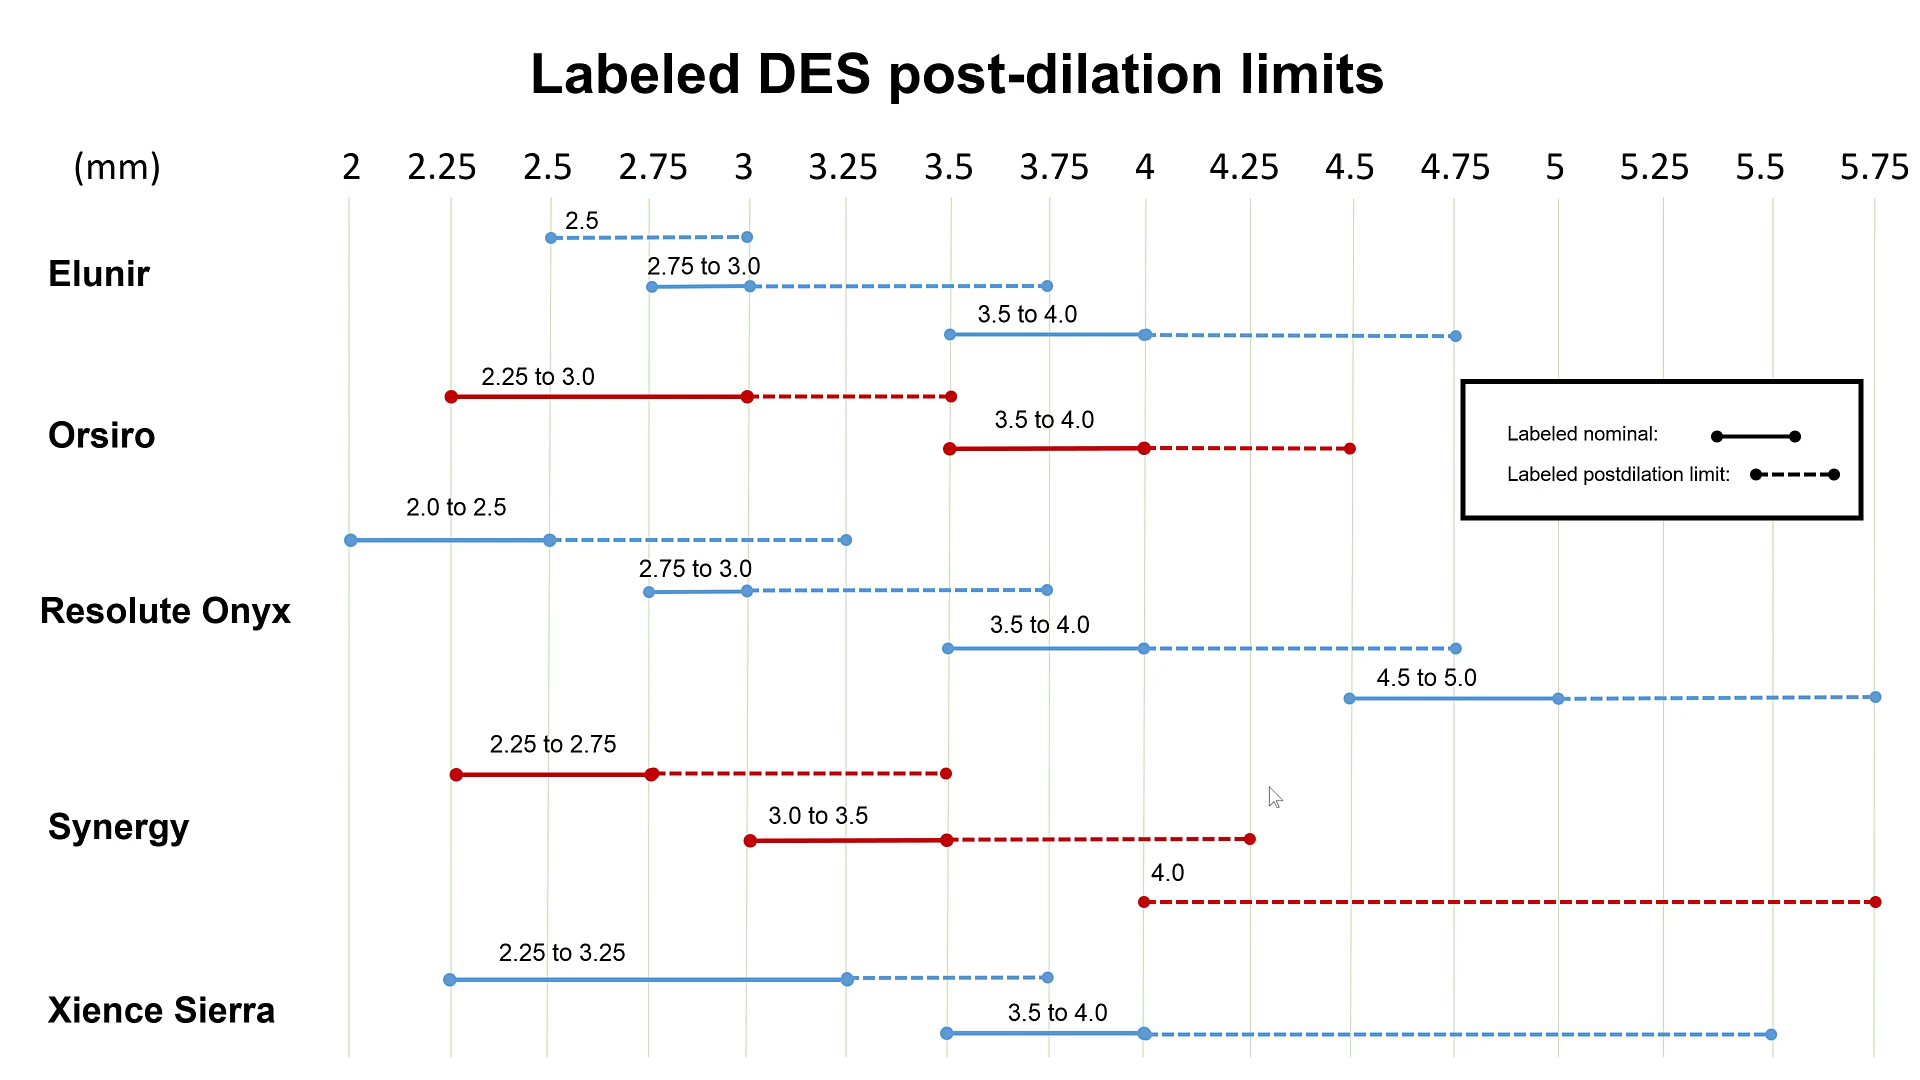 Labeled DES post-dilation limits
(mm) 2 2.25 2.5 2.75 3 3.25 3.5 3.75 4 4.25 4.5 4.75 5 5.25 5.5 5.75
2.5
Elunir
2.75 to 3.0
3.5 to 4.0
2.25 to 3.0
Orsiro
3.5 to 4.0
Labeled nominal:
Labeled postdilation limit:
2.0 to 2.5
2.75 to 3.0
Resolute Onyx
3.5 to 4.0
4.5 to 5.0
2.25 to 2.75
Synergy
3.0 to 3.5
4.0
2.25 to 3.25
Xience Sierra
3.5 to 4.0